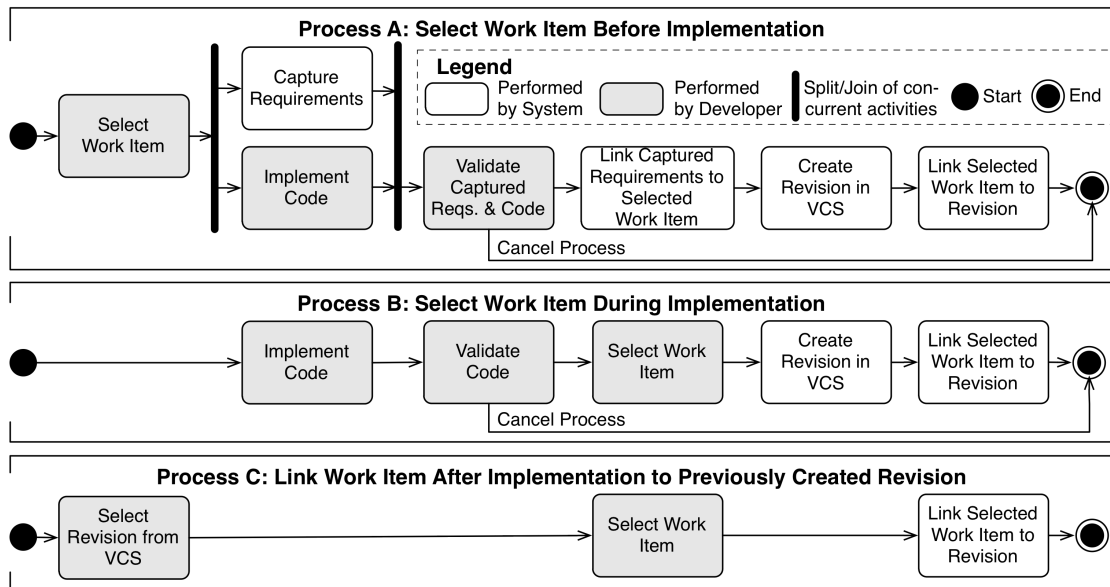 Process A: Select Work Item Before Implementation
Legend
Performed
by System
Performed
by Developer
Split/Join of con-
current activities
Start
End
Select
Work Item
Capture
Requirements
Implement
Code
Validate
Captured
Reqs. & Code
Link Captured
Requirements to
Selected
Work Item
Create
Revision in
VCS
Link Selected
Work Item to
Revision
Cancel Process
Process B: Select Work Item During Implementation
Implement
Code
Validate
Code
Select Work
Item
Create
Revision in
VCS
Link Selected
Work Item to
Revision
Cancel Process
Process C: Link Work Item After Implementation to Previously Created Revision
Select
Revision from
VCS
Select Work
Item
Link Selected
Work Item to
Revision